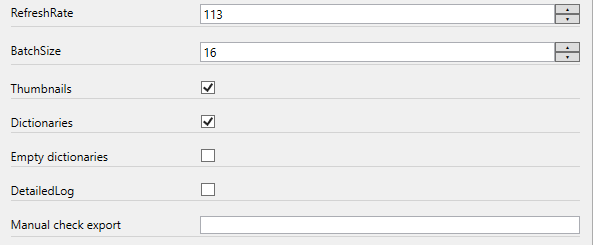 RefreshRate 113
BatchSize 16
Thumbnails
Dictionaries
Empty dictionaries
DetailedLog
Manual check export